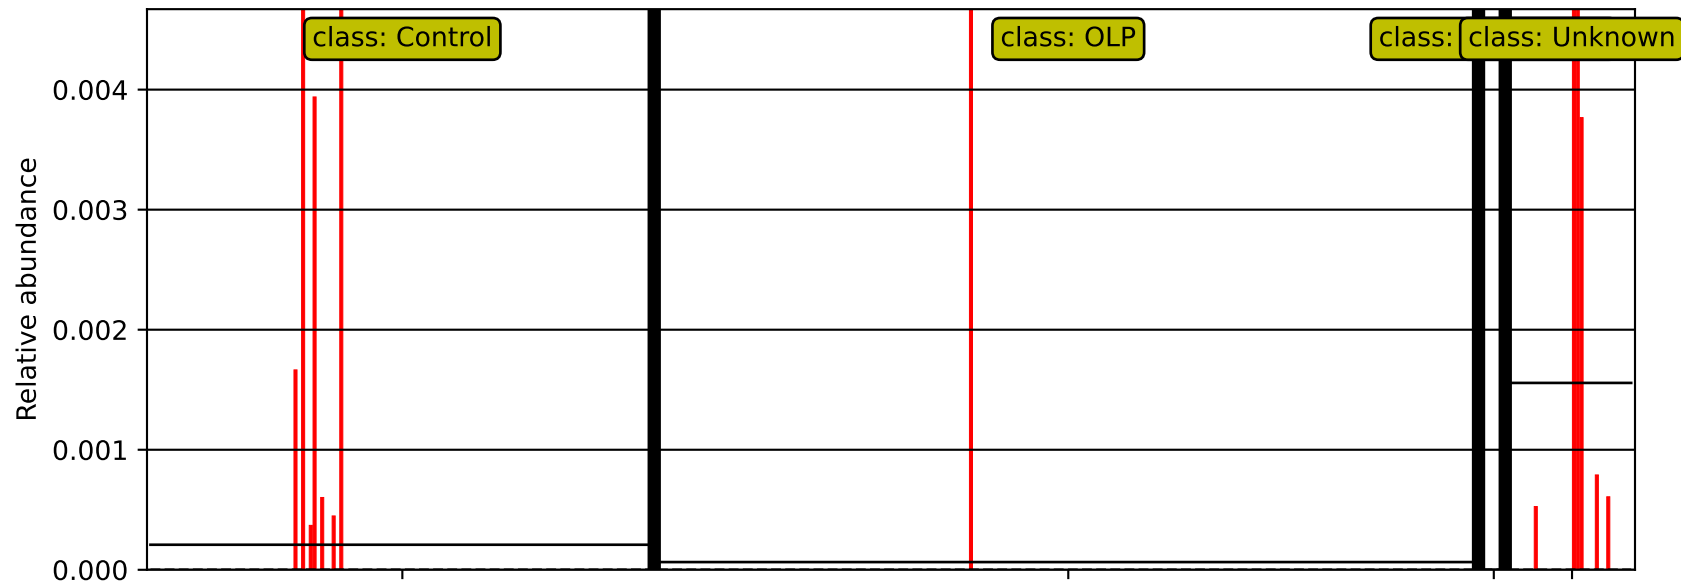 class: Control
class: OLP
class:
class: Unknown
0.004
0.003
0.002
0.001
0.000
Relative abundance